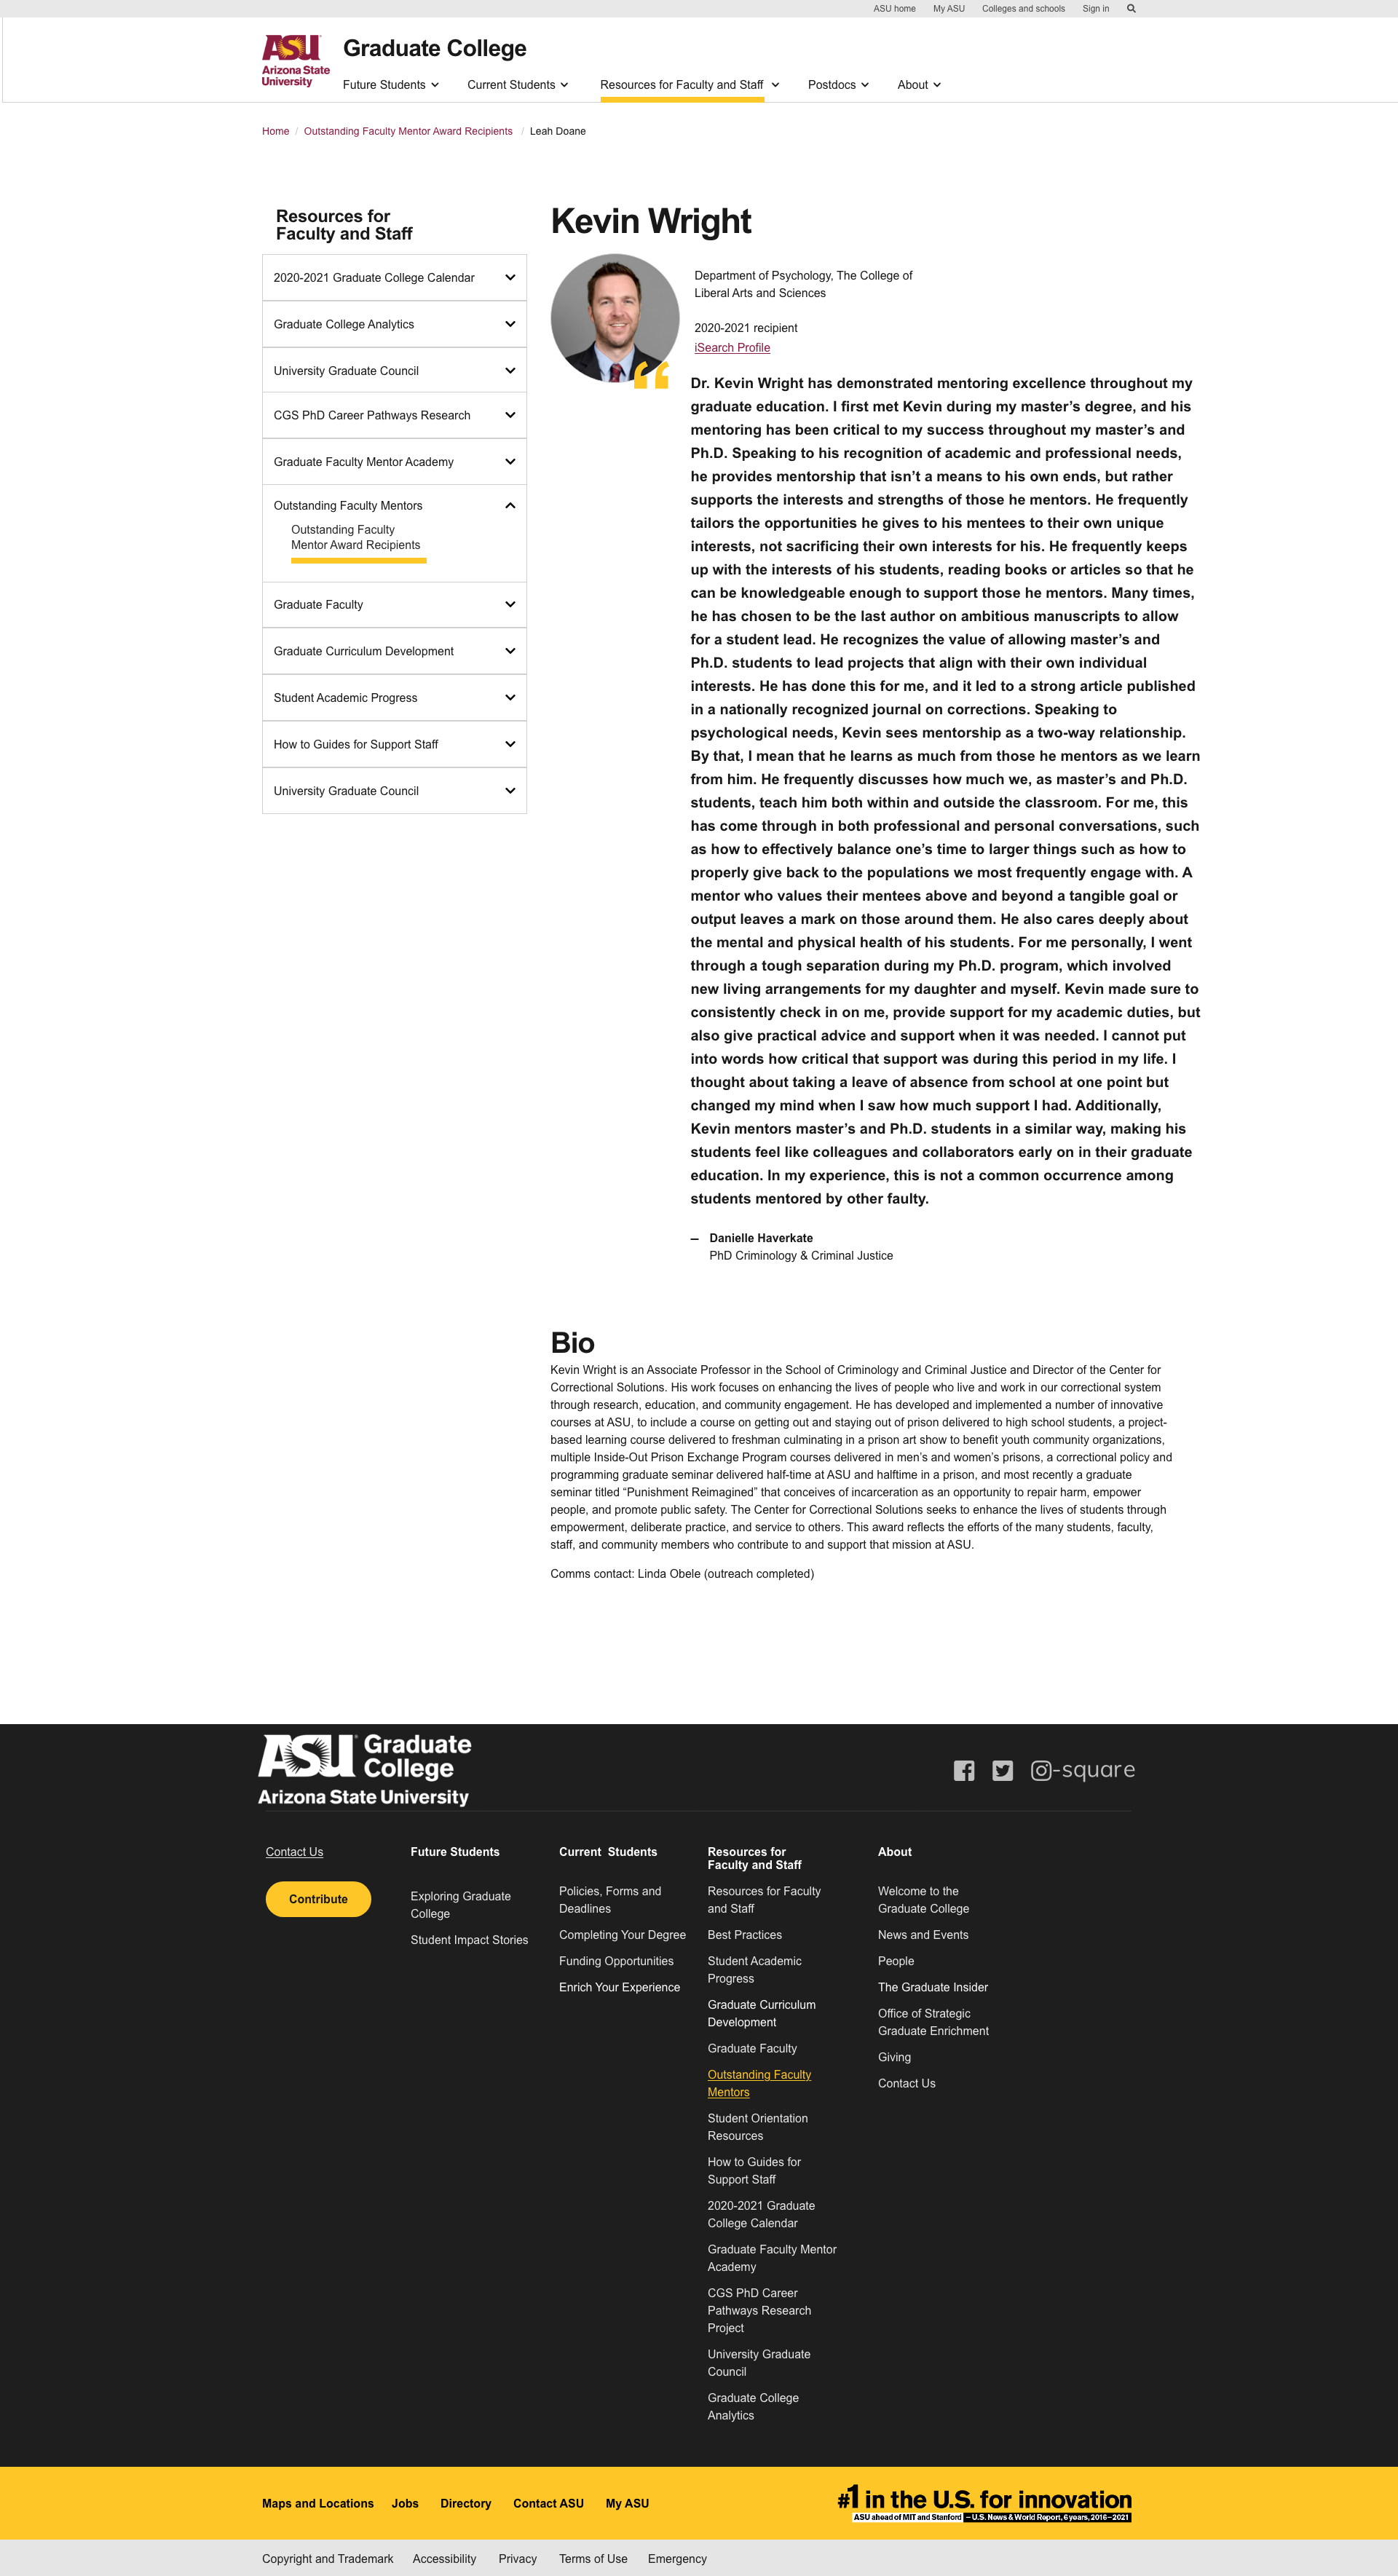 ASU home My ASU Colleges and schools Sign in
ASU
Arizona State
University
Graduate College
Future Students Current Students Resources for Faculty and Staff Postdocs About
Home / Outstanding Faculty Mentor Award Recipients / Leah Doane
Resources for
Faculty and Staff
2020-2021 Graduate College Calendar
Graduate College Analytics
University Graduate Council
CGS PhD Career Pathways Research
Graduate Faculty Mentor Academy
Outstanding Faculty Mentors
Outstanding Faculty
Mentor Award Recipients
Graduate Faculty
Graduate Curriculum Development
Student Academic Progress
How to Guides for Support Staff
University Graduate Council
Kevin Wright
Department of Psychology, The College of
Liberal Arts and Sciences
2020-2021 recipient
iSearch Profile
“
Dr. Kevin Wright has demonstrated mentoring excellence throughout my
graduate education. I first met Kevin during my master’s degree, and his
mentoring has been critical to my success throughout my master’s and
Ph.D. Speaking to his recognition of academic and professional needs,
he provides mentorship that isn’t a means to his own ends, but rather
supports the interests and strengths of those he mentors. He frequently
tailors the opportunities he gives to his mentees to their own unique
interests, not sacrificing their own interests for his. He frequently keeps
up with the interests of his students, reading books or articles so that he
can be knowledgeable enough to support those he mentors. Many times,
he has chosen to be the last author on ambitious manuscripts to allow
for a student lead. He recognizes the value of allowing master’s and
Ph.D. students to lead projects that align with their own individual
interests. He has done this for me, and it led to a strong article published
in a nationally recognized journal on corrections. Speaking to
psychological needs, Kevin sees mentorship as a two-way relationship.
By that, I mean that he learns as much from those he mentors as we learn
from him. He frequently discusses how much we, as master’s and Ph.D.
students, teach him both within and outside the classroom. For me, this
has come through in both professional and personal conversations, such
as how to effectively balance one’s time to larger things such as how to
properly give back to the populations we most frequently engage with. A
mentor who values their mentees above and beyond a tangible goal or
output leaves a mark on those around them. He also cares deeply about
the mental and physical health of his students. For me personally, I went
through a tough separation during my Ph.D. program, which involved
new living arrangements for my daughter and myself. Kevin made sure to
consistently check in on me, provide support for my academic duties, but
also give practical advice and support when it was needed. I cannot put
into words how critical that support was during this period in my life. I
thought about taking a leave of absence from school at one point but
changed my mind when I saw how much support I had. Additionally,
Kevin mentors master’s and Ph.D. students in a similar way, making his
students feel like colleagues and collaborators early on in their graduate
education. In my experience, this is not a common occurrence among
students mentored by other faulty.
– Danielle Haverkate
PhD Criminology & Criminal Justice
Bio
Kevin Wright is an Associate Professor in the School of Criminology and Criminal Justice and Director of the Center for
Correctional Solutions. His work focuses on enhancing the lives of people who live and work in our correctional system
through research, education, and community engagement. He has developed and implemented a number of innovative
courses at ASU, to include a course on getting out and staying out of prison delivered to high school students, a project-
based learning course delivered to freshman culminating in a prison art show to benefit youth community organizations,
multiple Inside-Out Prison Exchange Program courses delivered in men’s and women’s prisons, a correctional policy and
programming graduate seminar delivered half-time at ASU and halftime in a prison, and most recently a graduate
seminar titled “Punishment Reimagined” that conceives of incarceration as an opportunity to repair harm, empower
people, and promote public safety. The Center for Correctional Solutions seeks to enhance the lives of students through
empowerment, deliberate practice, and service to others. This award reflects the efforts of the many students, faculty,
staff, and community members who contribute to and support that mission at ASU.
Comms contact: Linda Obele (outreach completed)
ASU Graduate
College
Arizona State University
-square
Contact Us
Contribute
Future Students
Exploring Graduate
College
Student Impact Stories
Current Students
Policies, Forms and
Deadlines
Completing Your Degree
Funding Opportunities
Enrich Your Experience
Resources for
Faculty and Staff
Resources for Faculty
and Staff
Best Practices
Student Academic
Progress
Graduate Curriculum
Development
Graduate Faculty
Outstanding Faculty
Mentors
Student Orientation
Resources
How to Guides for
Support Staff
2020-2021 Graduate
College Calendar
Graduate Faculty Mentor
Academy
CGS PhD Career
Pathways Research
Project
University Graduate
Council
Graduate College
Analytics
About
Welcome to the
Graduate College
News and Events
People
The Graduate Insider
Office of Strategic
Graduate Enrichment
Giving
Contact Us
Maps and Locations Jobs Directory Contact ASU My ASU
#1 in the U.S. for innovation
ASU ahead of MIT and Stanford – U.S. News & World Report, 6 years, 2016–2021
Copyright and Trademark Accessibility Privacy Terms of Use Emergency